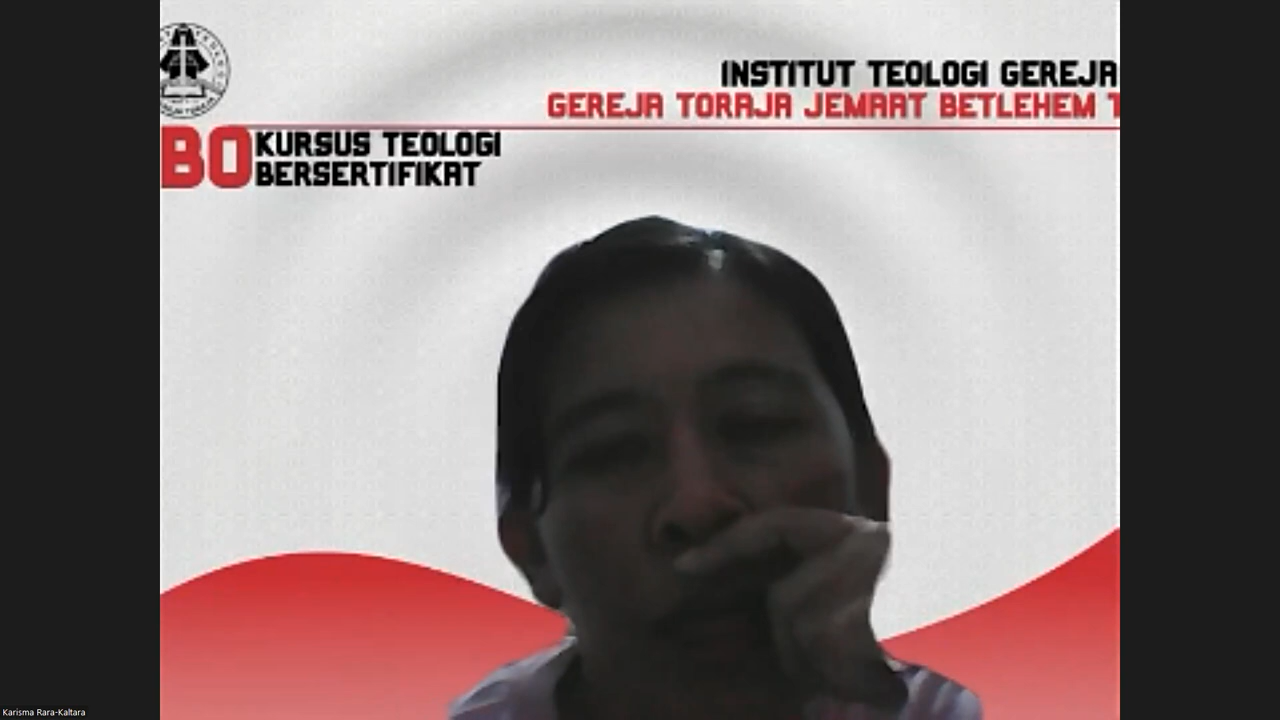 INSTITUT TEOLOGI GEREJA
GEREJA TORAJA JEMAAT BETLEHEM T
BO
KURSUS TEOLOGI
BERSERTIFIKAT
Karisma Rara-Kaltara